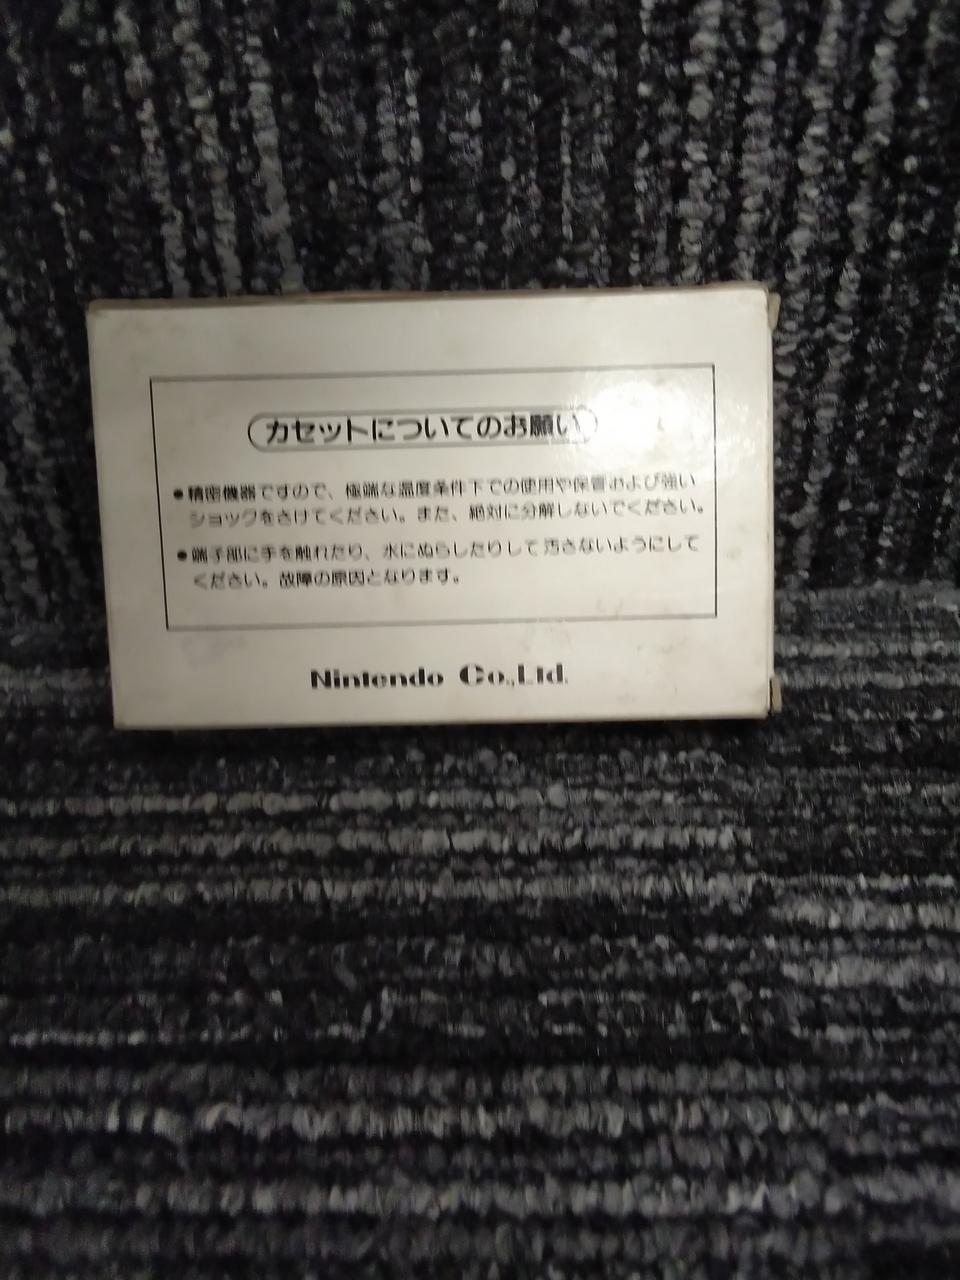 カセットについてのお願い
●精密機器ですので、極端な温度条件下での使用や保管および強い
ショックをさけてください。また、絶対に分解しないでください。
●端子部に手を触れたり、水にぬらしたりして汚さないようにして
ください。故障の原因となります。
Nintendo Co.,Ltd.